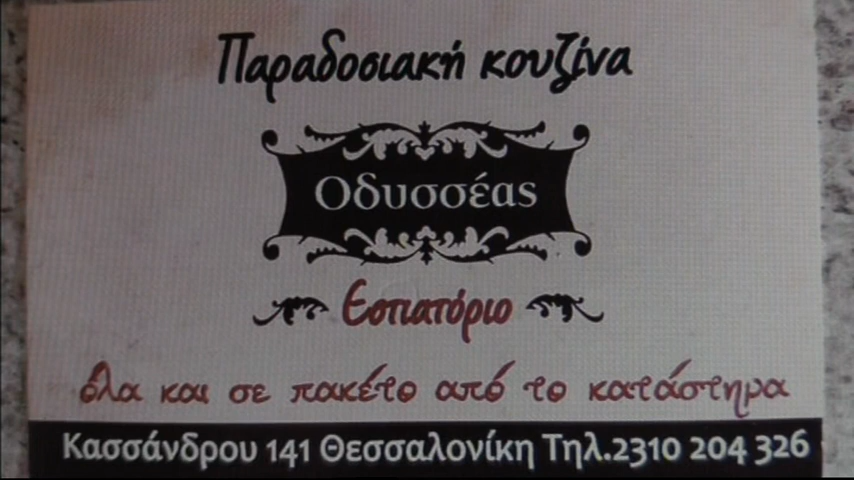 Παραδοσιακή κουζίνα
Οδυσσέας
Εστιατόριο
όλα και σε πακέτο από το κατάστημα
Κασσάνδρου 141 Θεσσαλονίκη Τηλ.2310 204 326